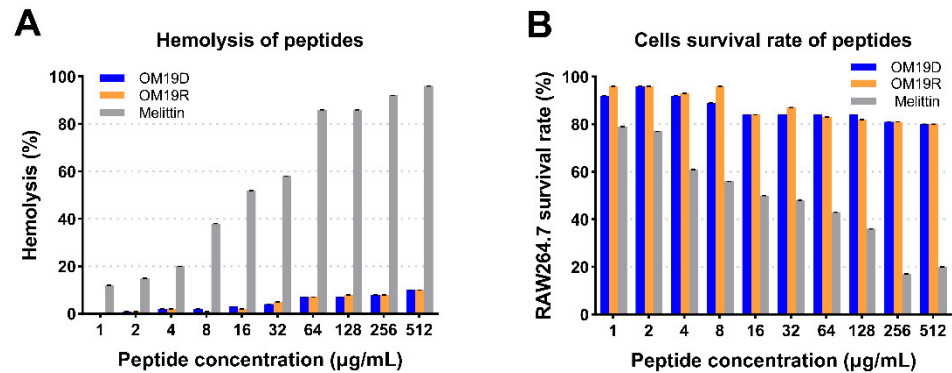 A
Hemolysis of peptides
OM19D
OM19R
Melittin
Hemolysis (%)
100
80
60
40
20
0
1 2 4 8 16 32 64 128 256 512
Peptide concentration (μg/mL)
B
Cells survival rate of peptides
OM19D
OM19R
Melittin
RAW264.7 survival rate (%)
100
80
60
40
20
0
1 2 4 8 16 32 64 128 256 512
Peptide concentration (μg/mL)